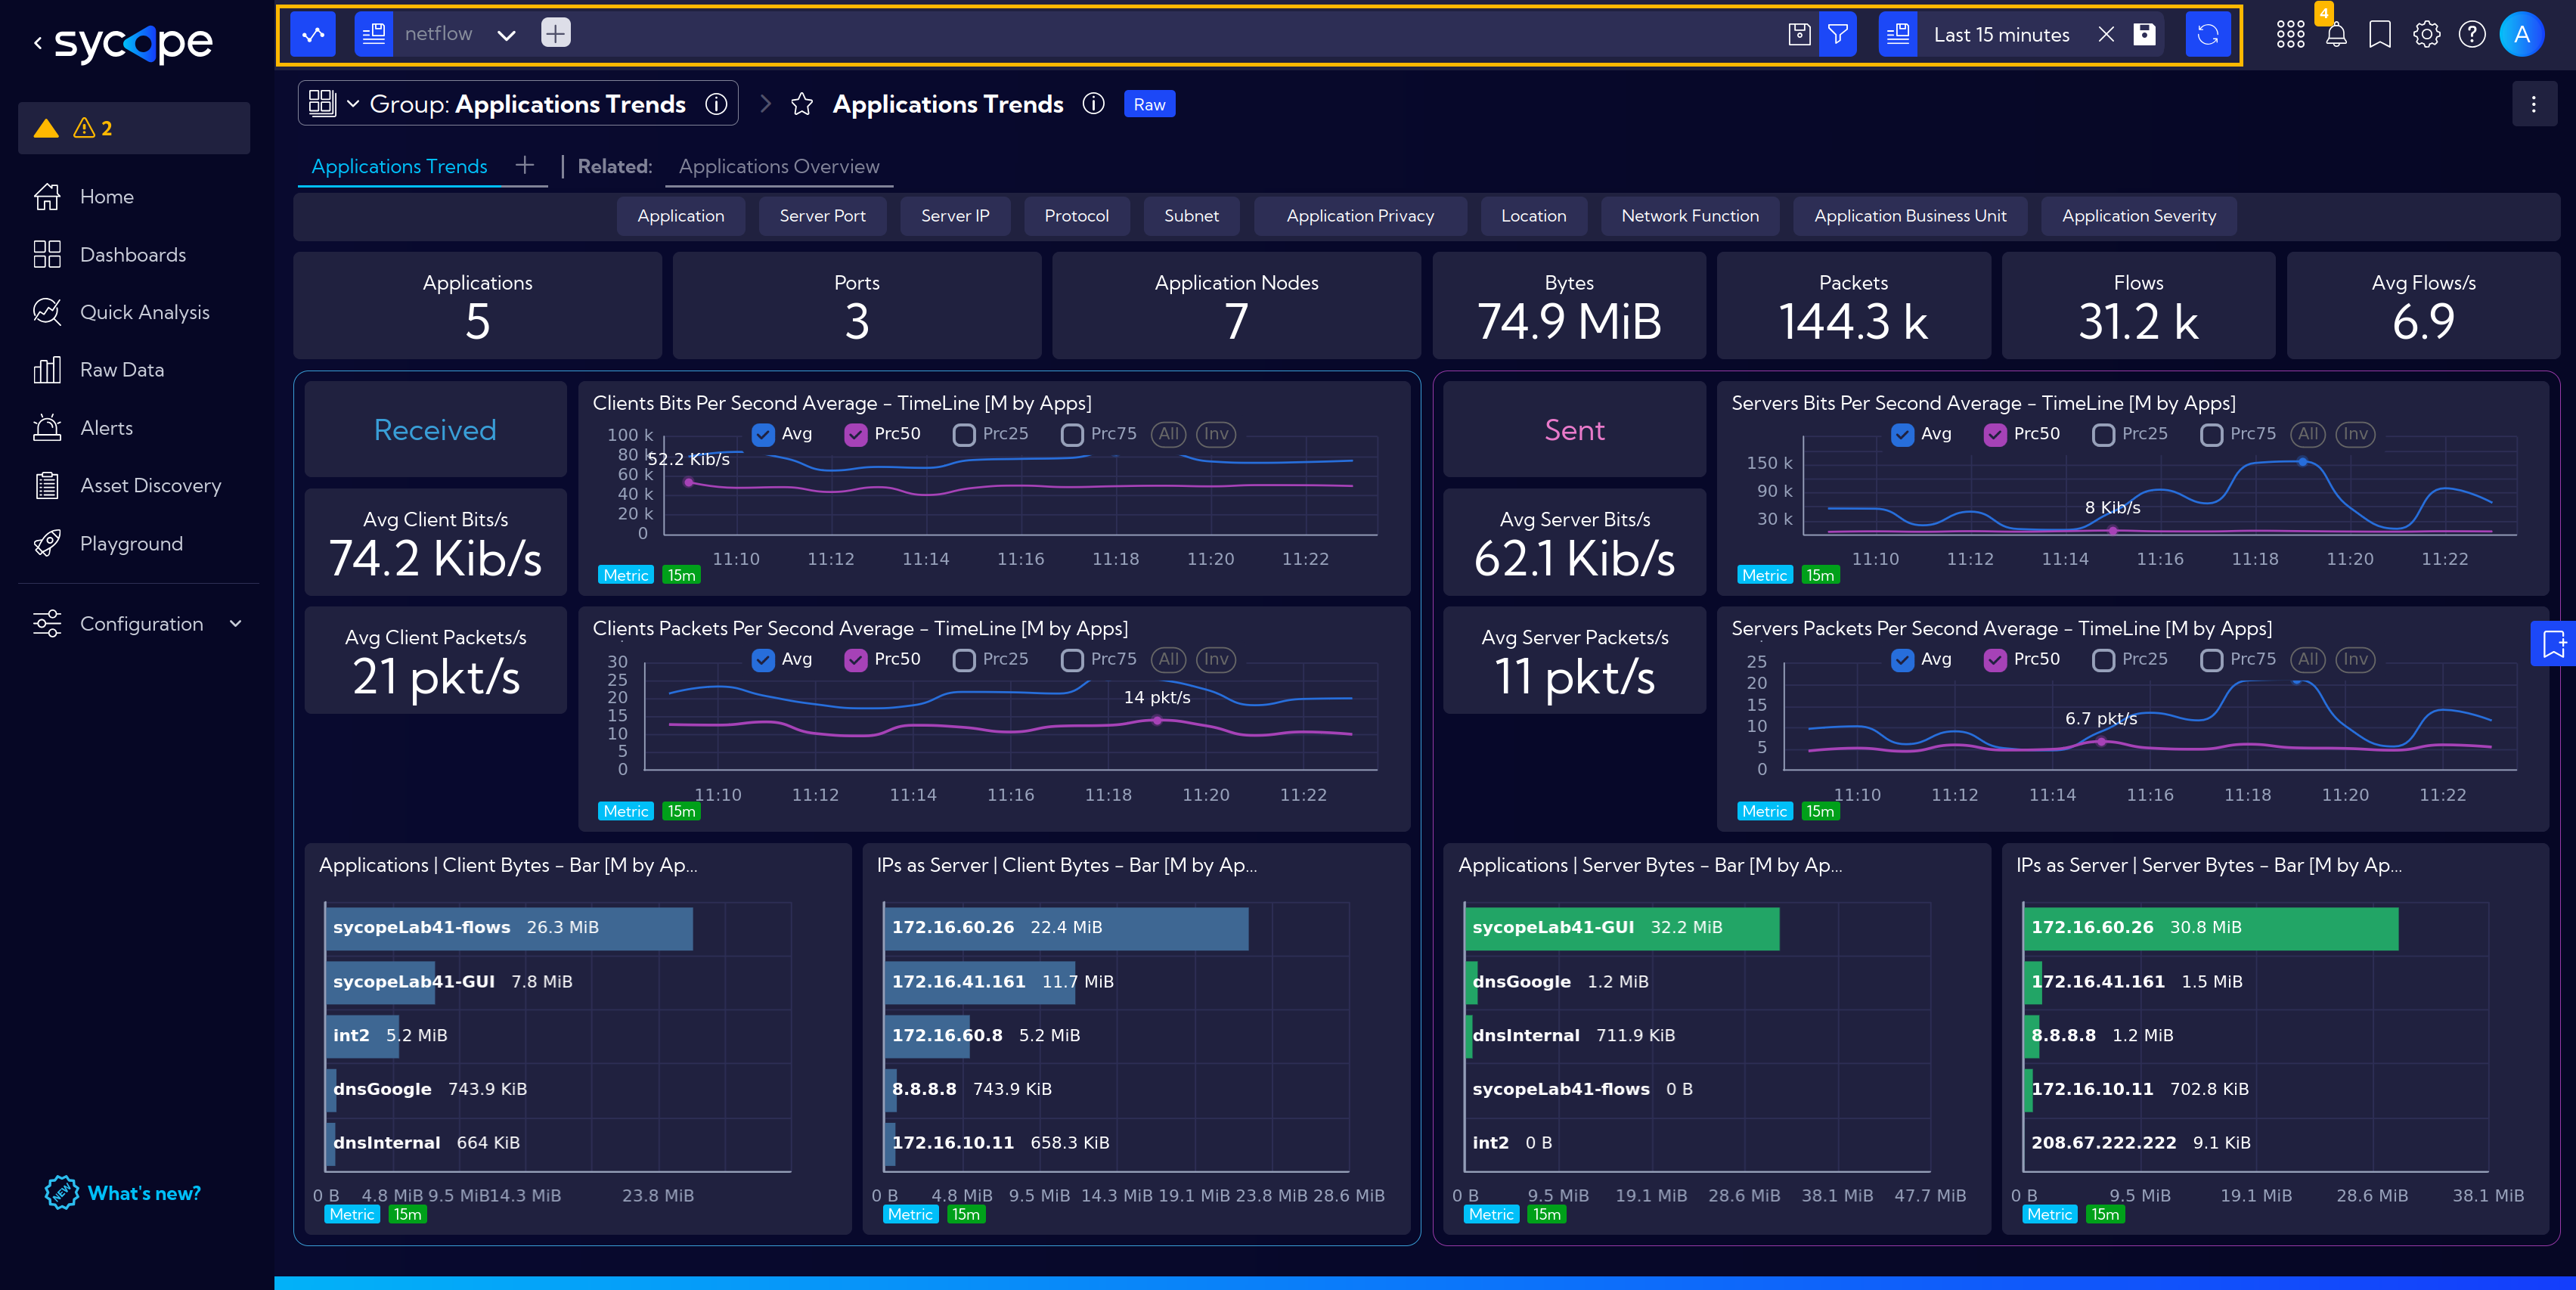 sycope
netflow
Last 15 minutes
4
A
2
Home
Dashboards
Quick Analysis
Raw Data
Alerts
Asset Discovery
Playground
Configuration
NEW What's new?
Group: Applications Trends
Applications Trends
Raw
Applications Trends
Related:
Applications Overview
Application
Server Port
Server IP
Protocol
Subnet
Application Privacy
Location
Network Function
Application Business Unit
Application Severity
Applications
5
Ports
3
Application Nodes
7
Bytes
74.9 MiB
Packets
144.3 k
Flows
31.2 k
Avg Flows/s
6.9
Received
Avg Client Bits/s
74.2 Kib/s
Avg Client Packets/s
21 pkt/s
Clients Bits Per Second Average - TimeLine [M by Apps]
Avg Prc50 Prc25 Prc75 All Inv
100 k
80 k
60 k
40 k
20 k
0
52.2 Kib/s
11:10 11:12 11:14 11:16 11:18 11:20 11:22
Metric 15m
Clients Packets Per Second Average - TimeLine [M by Apps]
Avg Prc50 Prc25 Prc75 All Inv
30
25
20
15
10
5
0
14 pkt/s
11:10 11:12 11:14 11:16 11:18 11:20 11:22
Metric 15m
Sent
Avg Server Bits/s
62.1 Kib/s
Avg Server Packets/s
11 pkt/s
Servers Bits Per Second Average - TimeLine [M by Apps]
Avg Prc50 Prc25 Prc75 All Inv
150 k
90 k
30 k
8 Kib/s
11:10 11:12 11:14 11:16 11:18 11:20 11:22
Metric 15m
Servers Packets Per Second Average - TimeLine [M by Apps]
Avg Prc50 Prc25 Prc75 All Inv
25
20
15
10
5
0
6.7 pkt/s
11:10 11:12 11:14 11:16 11:18 11:20 11:22
Metric 15m
Applications | Client Bytes - Bar [M by Ap...
sycopeLab41-flows 26.3 MiB
sycopeLab41-GUI 7.8 MiB
int2 5.2 MiB
dnsGoogle 743.9 KiB
dnsInternal 664 KiB
0 B 4.8 MiB 9.5 MiB 14.3 MiB 23.8 MiB
Metric 15m
IPs as Server | Client Bytes - Bar [M by Ap...
172.16.60.26 22.4 MiB
172.16.41.161 11.7 MiB
172.16.60.8 5.2 MiB
8.8.8.8 743.9 KiB
172.16.10.11 658.3 KiB
0 B 4.8 MiB 9.5 MiB 14.3 MiB 19.1 MiB 23.8 MiB 28.6 MiB
Metric 15m
Applications | Server Bytes - Bar [M by Ap...
sycopeLab41-GUI 32.2 MiB
dnsGoogle 1.2 MiB
dnsInternal 711.9 KiB
sycopeLab41-flows 0 B
int2 0 B
0 B 9.5 MiB 19.1 MiB 28.6 MiB 38.1 MiB 47.7 MiB
Metric 15m
IPs as Server | Server Bytes - Bar [M by Ap...
172.16.60.26 30.8 MiB
172.16.41.161 1.5 MiB
8.8.8.8 1.2 MiB
172.16.10.11 702.8 KiB
208.67.222.222 9.1 KiB
0 B 9.5 MiB 19.1 MiB 28.6 MiB 38.1 MiB
Metric 15m